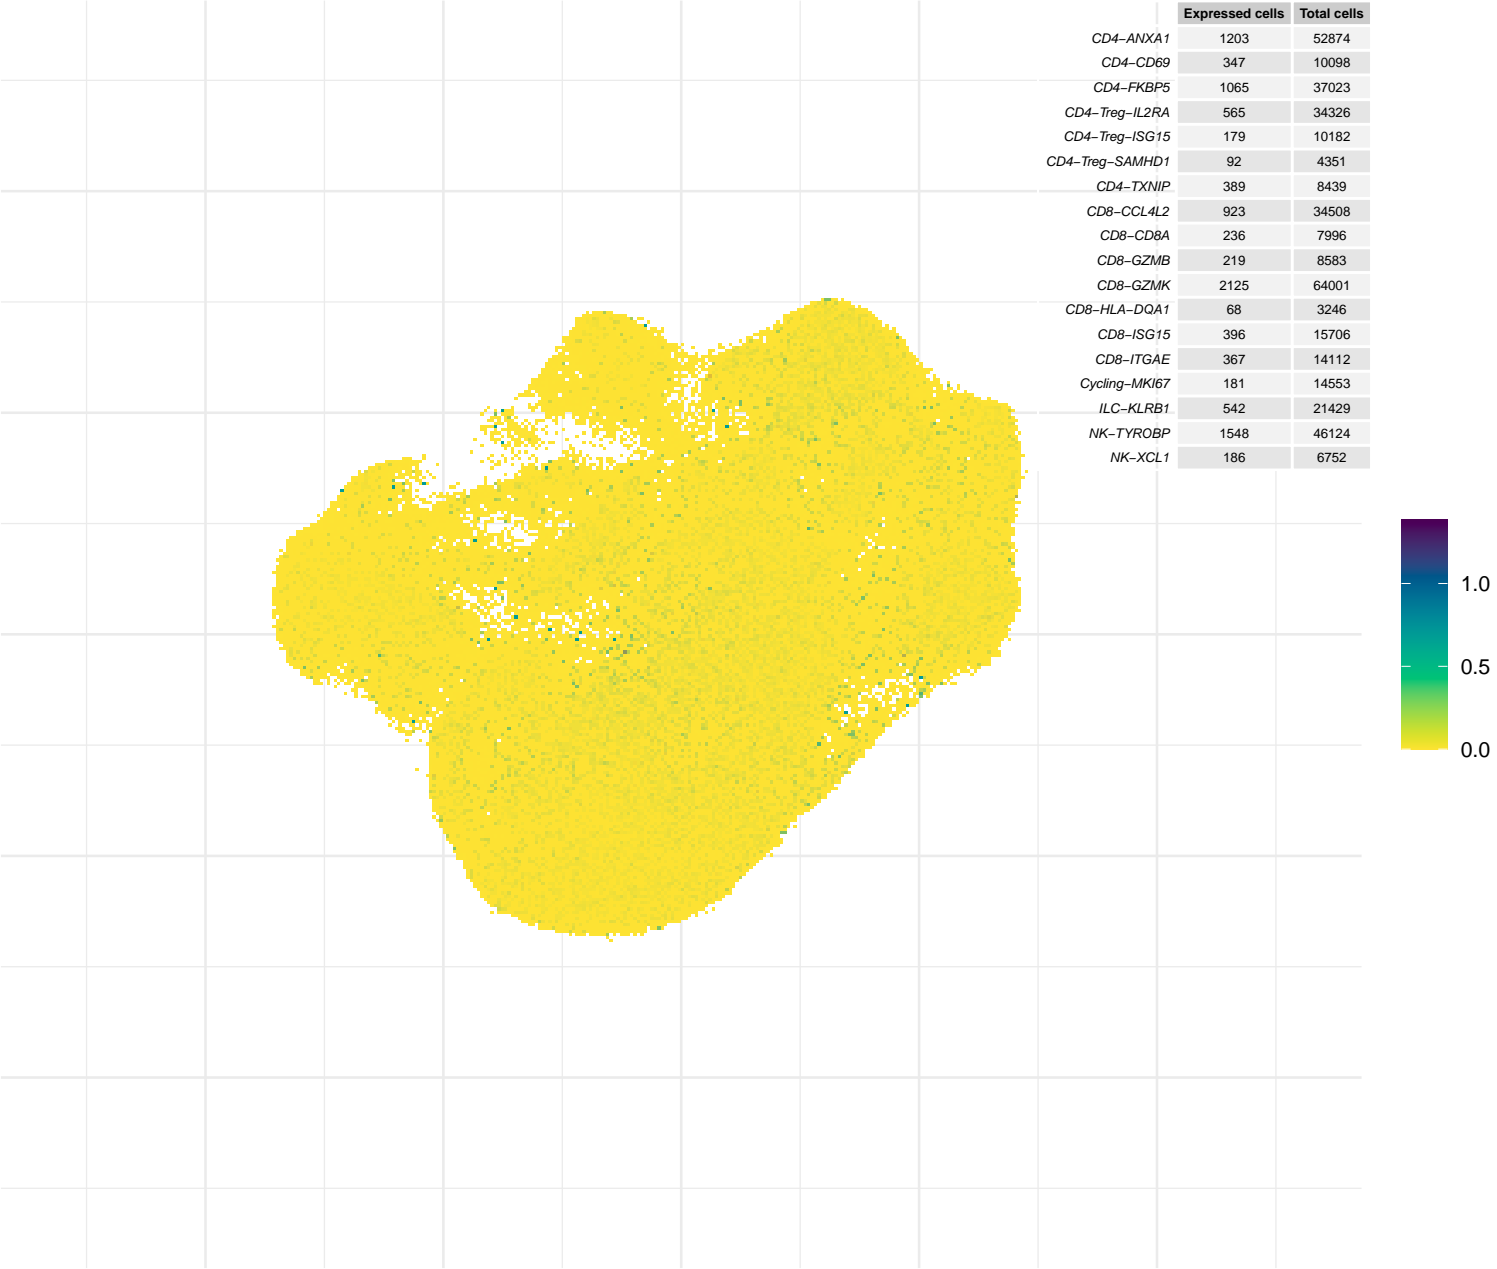 Expressed cells Total cells
CD4−ANXA1 1203 52874
CD4−CD69 347 10098
CD4−FKBP5 1065 37023
CD4−Treg−IL2RA 565 34326
CD4−Treg−ISG15 179 10182
CD4−Treg−SAMHD1 92 4351
CD4−TXNIP 389 8439
CD8−CCL4L2 923 34508
CD8−CD8A 236 7996
CD8−GZMB 219 8583
CD8−GZMK 2125 64001
CD8−HLA−DQA1 68 3246
CD8−ISG15 396 15706
CD8−ITGAE 367 14112
Cycling−MKI67 181 14553
ILC−KLRB1 542 21429
NK−TYROBP 1548 46124
NK−XCL1 186 6752
1.0
0.5
0.0